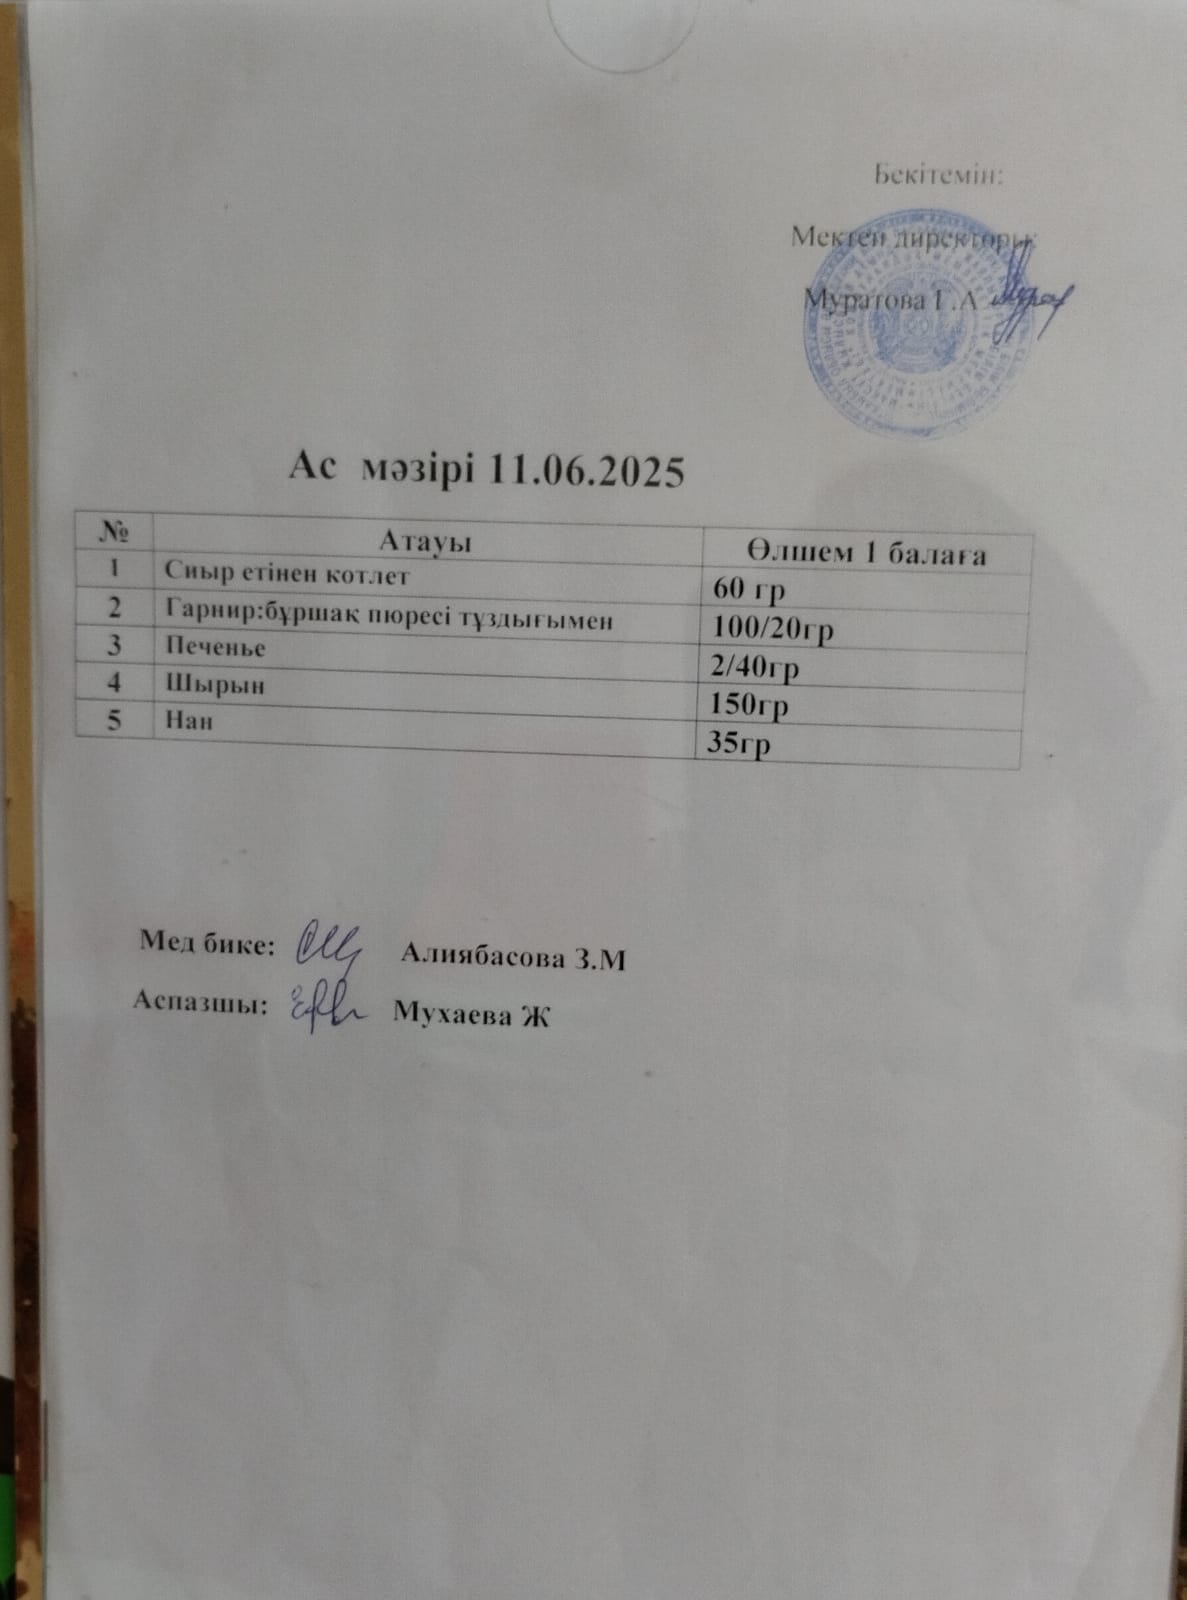 Бекітемін:
Мектеп директоры:
Муратова Г.А
Ас мәзірі 11.06.2025
№ Атауы Өлшем 1 балаға
1 Сиыр етінен котлет 60 гр
2 Гарнир:бұршақ пюресі тұздығымен 100/20гр
3 Печенье 2/40гр
4 Шырын 150гр
5 Нан 35гр
Мед бике: Алиябасова З.М
Аспазшы: Мухаева Ж